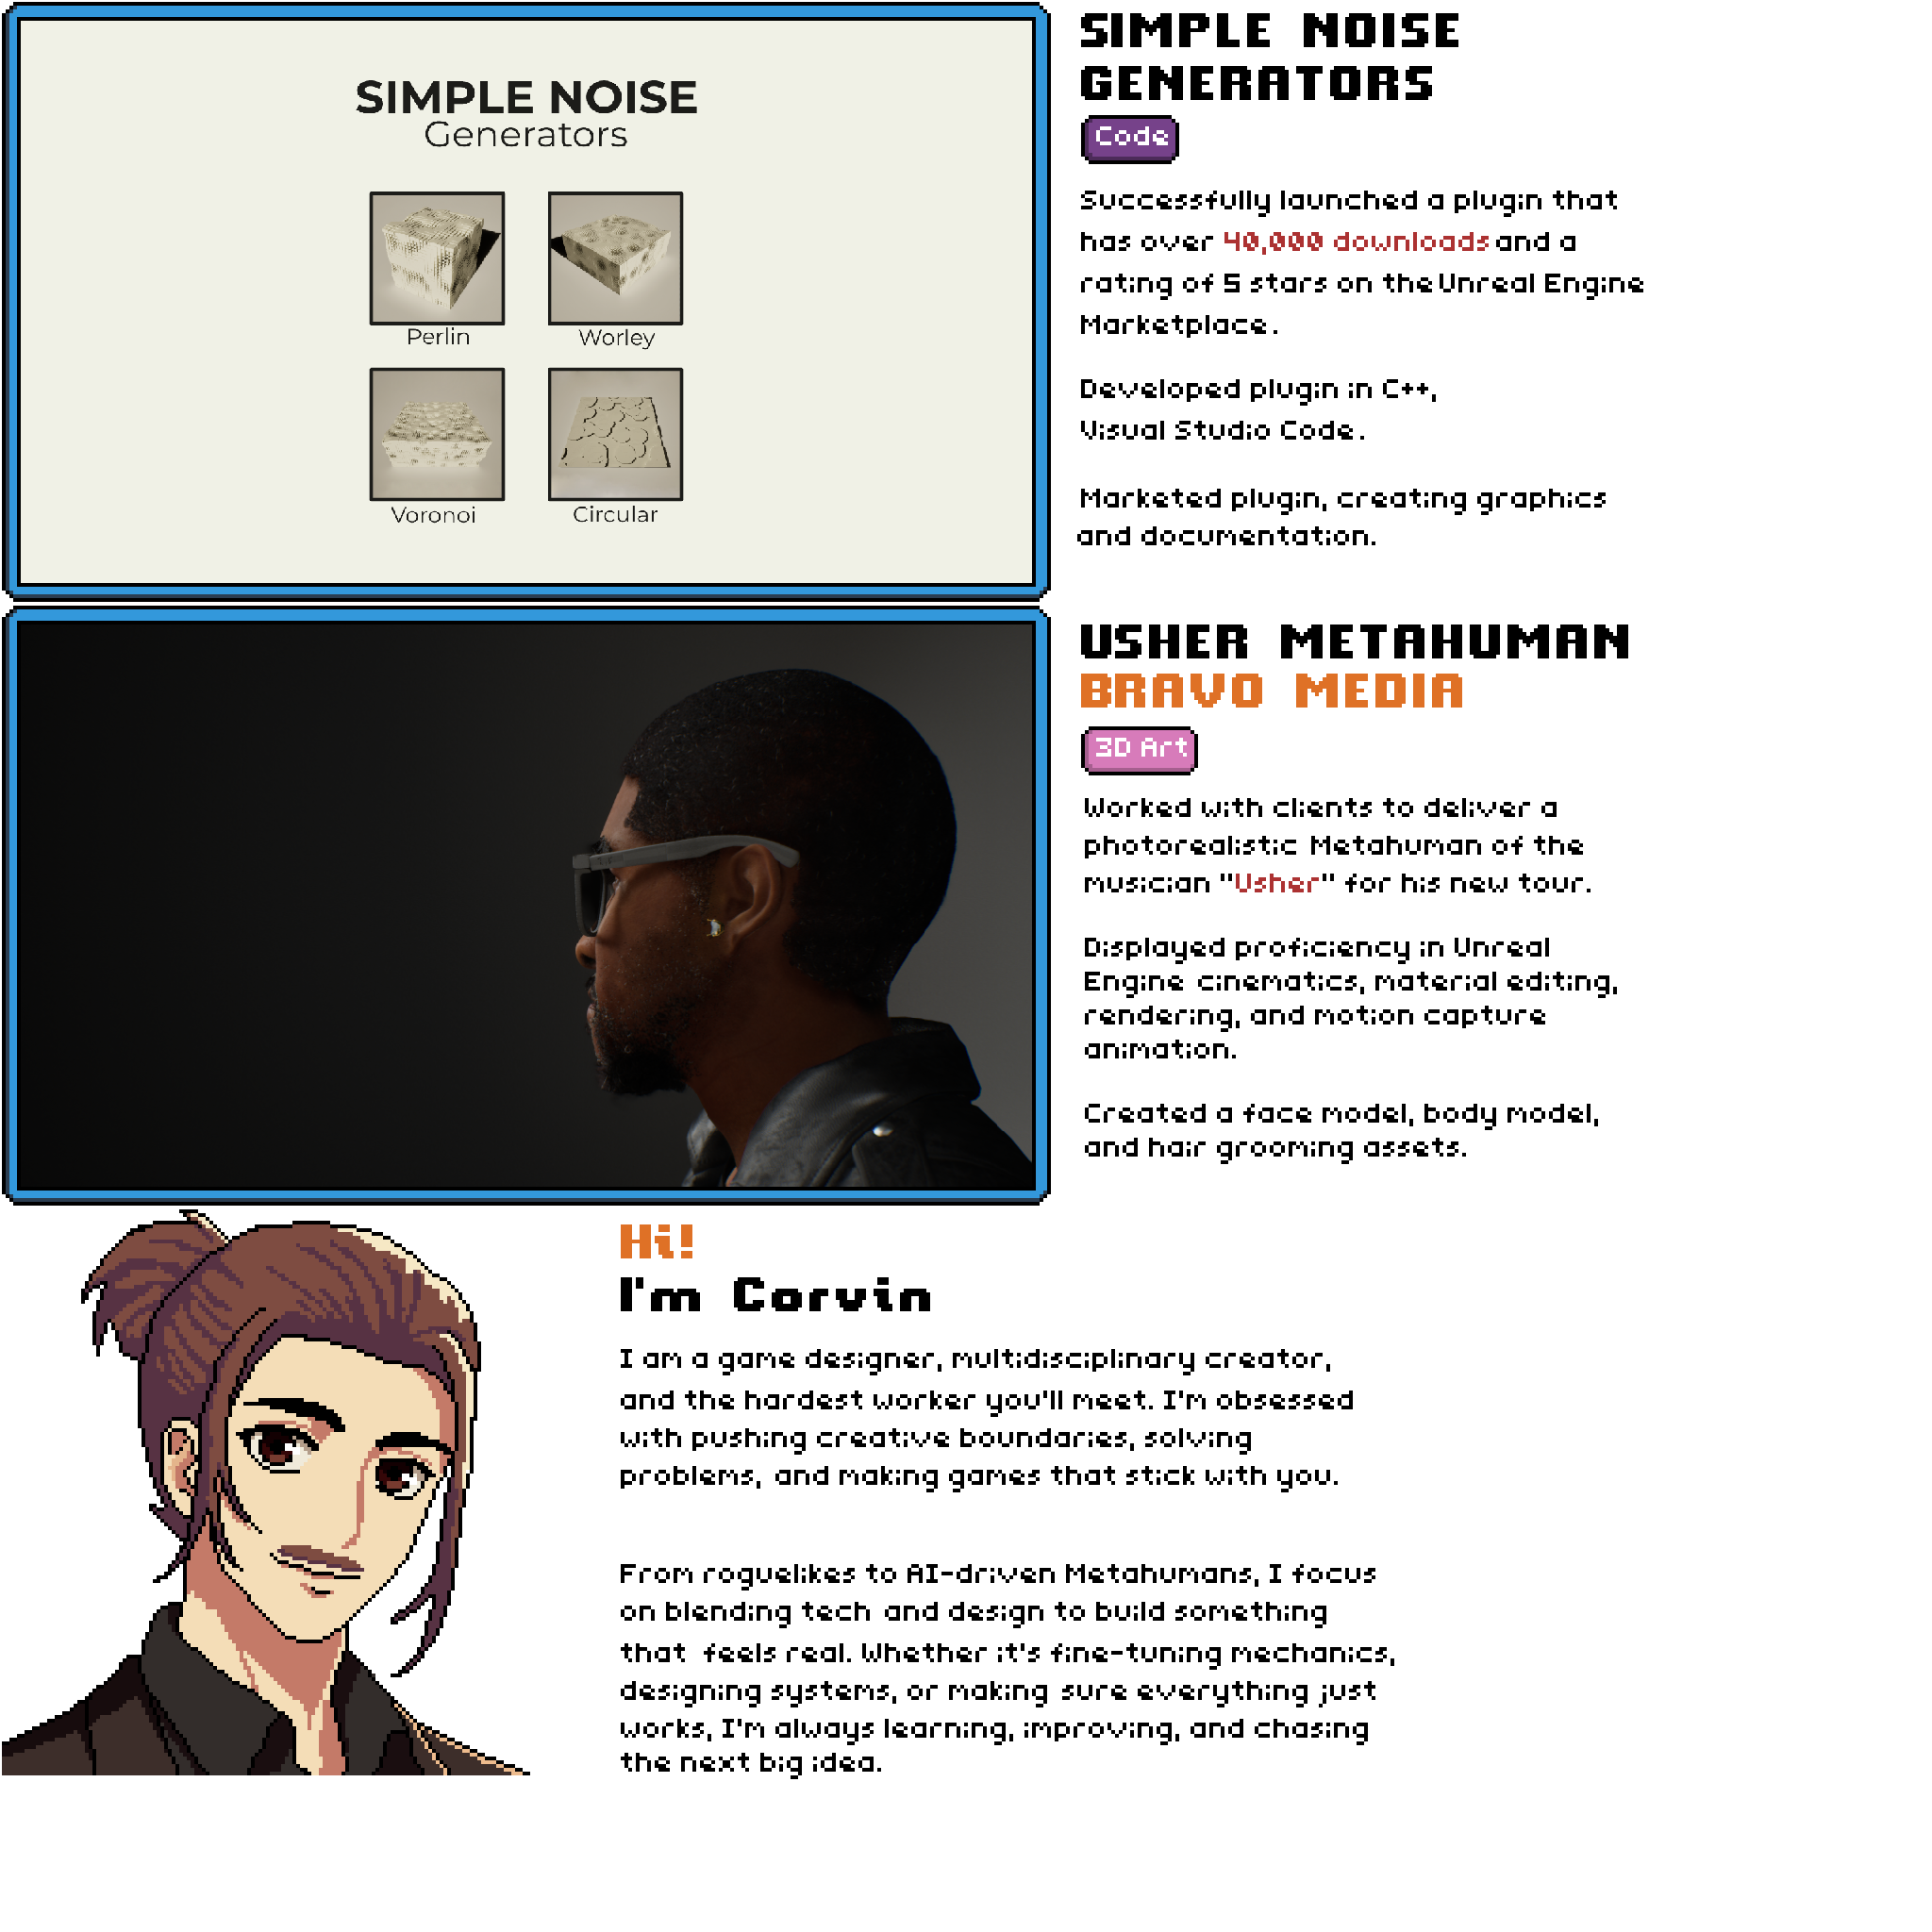 SIMPLE NOISE
Generators
Perlin
Worley
Voronoi
Circular
SIMPLE NOISE
GENERATORS
Code
Successfully launched a plugin that
has over 40,000 downloads and a
rating of 5 stars on the Unreal Engine
Marketplace.
Developed plugin in C++,
Visual Studio Code.
Marketed plugin, creating graphics
and documentation.
USHER METAHUMAN
BRAVO MEDIA
3D Art
Worked with clients to deliver a
photorealistic Metahuman of the
musician "Usher" for his new tour.
Displayed proficiency in Unreal
Engine cinematics, material editing,
rendering, and motion capture
animation.
Created a face model, body model,
and hair grooming assets.
Hi!
I'm Corvin
I am a game designer, multidisciplinary creator,
and the hardest worker you'll meet. I'm obsessed
with pushing creative boundaries, solving
problems, and making games that stick with you.
From roguelikes to AI-driven Metahumans, I focus
on blending tech and design to build something
that feels real. Whether it's fine-tuning mechanics,
designing systems, or making sure everything just
works, I'm always learning, improving, and chasing
the next big idea.